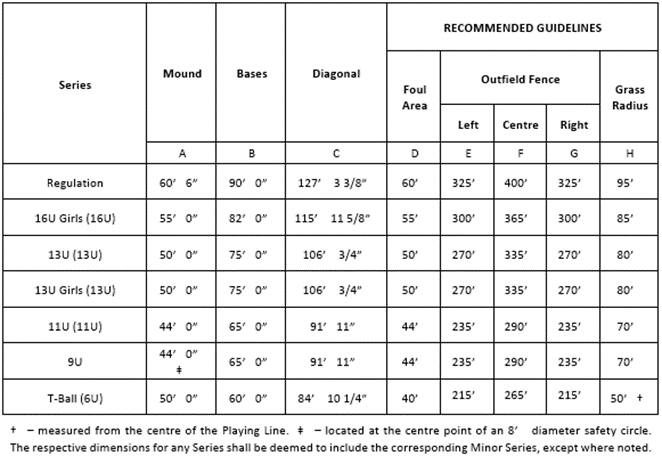 RECOMMENDED GUIDELINES
Series Mound Bases Diagonal Foul Area Outfield Fence Grass Radius
Left Centre Right
A B C D E F G H
Regulation 60’ 6” 90’ 0” 127’ 3 3/8” 60’ 325’ 400’ 325’ 95’
16U Girls (16U) 55’ 0” 82’ 0” 115’ 11 5/8” 55’ 300’ 365’ 300’ 85’
13U (13U) 50’ 0” 75’ 0” 106’ 3/4” 50’ 270’ 335’ 270’ 80’
13U Girls (13U) 50’ 0” 75’ 0” 106’ 3/4” 50’ 270’ 335’ 270’ 80’
11U (11U) 44’ 0” 65’ 0” 91’ 11” 44’ 235’ 290’ 235’ 70’
9U 44’ 0” ‡ 65’ 0” 91’ 11” 44’ 235’ 290’ 235’ 70’
T-Ball (6U) 50’ 0” 60’ 0” 84’ 10 1/4” 40’ 215’ 265’ 215’ 50’ †
† – measured from the centre of the Playing Line. ‡ – located at the centre point of an 8’ diameter safety circle.
The respective dimensions for any Series shall be deemed to include the corresponding Minor Series, except where noted.